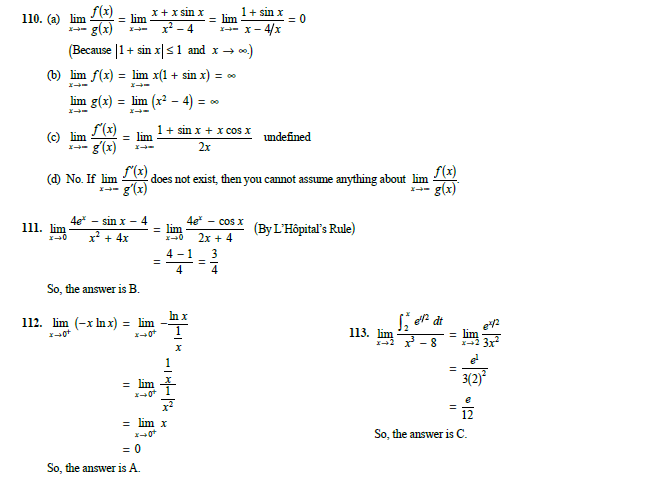 110. (a) lim x→∞ f(x)/g(x) = lim x→∞ (x + x sin x)/(x² − 4) = lim x→∞ (1 + sin x)/(x − 4/x) = 0
(Because |1 + sin x| ≤ 1 and x → ∞.)
(b) lim x→∞ f(x) = lim x→∞ x(1 + sin x) = ∞
lim x→∞ g(x) = lim x→∞ (x² − 4) = ∞
(c) lim x→∞ f′(x)/g′(x) = lim x→∞ (1 + sin x + x cos x)/(2x) undefined
(d) No. If lim x→∞ f′(x)/g′(x) does not exist, then you cannot assume anything about lim x→∞ f(x)/g(x).
111. lim x→0 (4eˣ − sin x − 4)/(x² + 4x) = lim x→0 (4eˣ − cos x)/(2x + 4) (By L'Hôpital's Rule)
= (4 − 1)/4 = 3/4
So, the answer is B.
112. lim x→0⁺ (−x ln x) = lim x→0⁺ −(ln x)/(1/x)
= lim x→0⁺ (1/x)/(1/x²)
= lim x→0⁺ x
= 0
So, the answer is A.
113. lim x→2 (∫₂ˣ e^(t/2) dt)/(x³ − 8) = lim x→2 e^(x/2)/(3x²)
= e¹/(3(2)²)
= e/12
So, the answer is C.